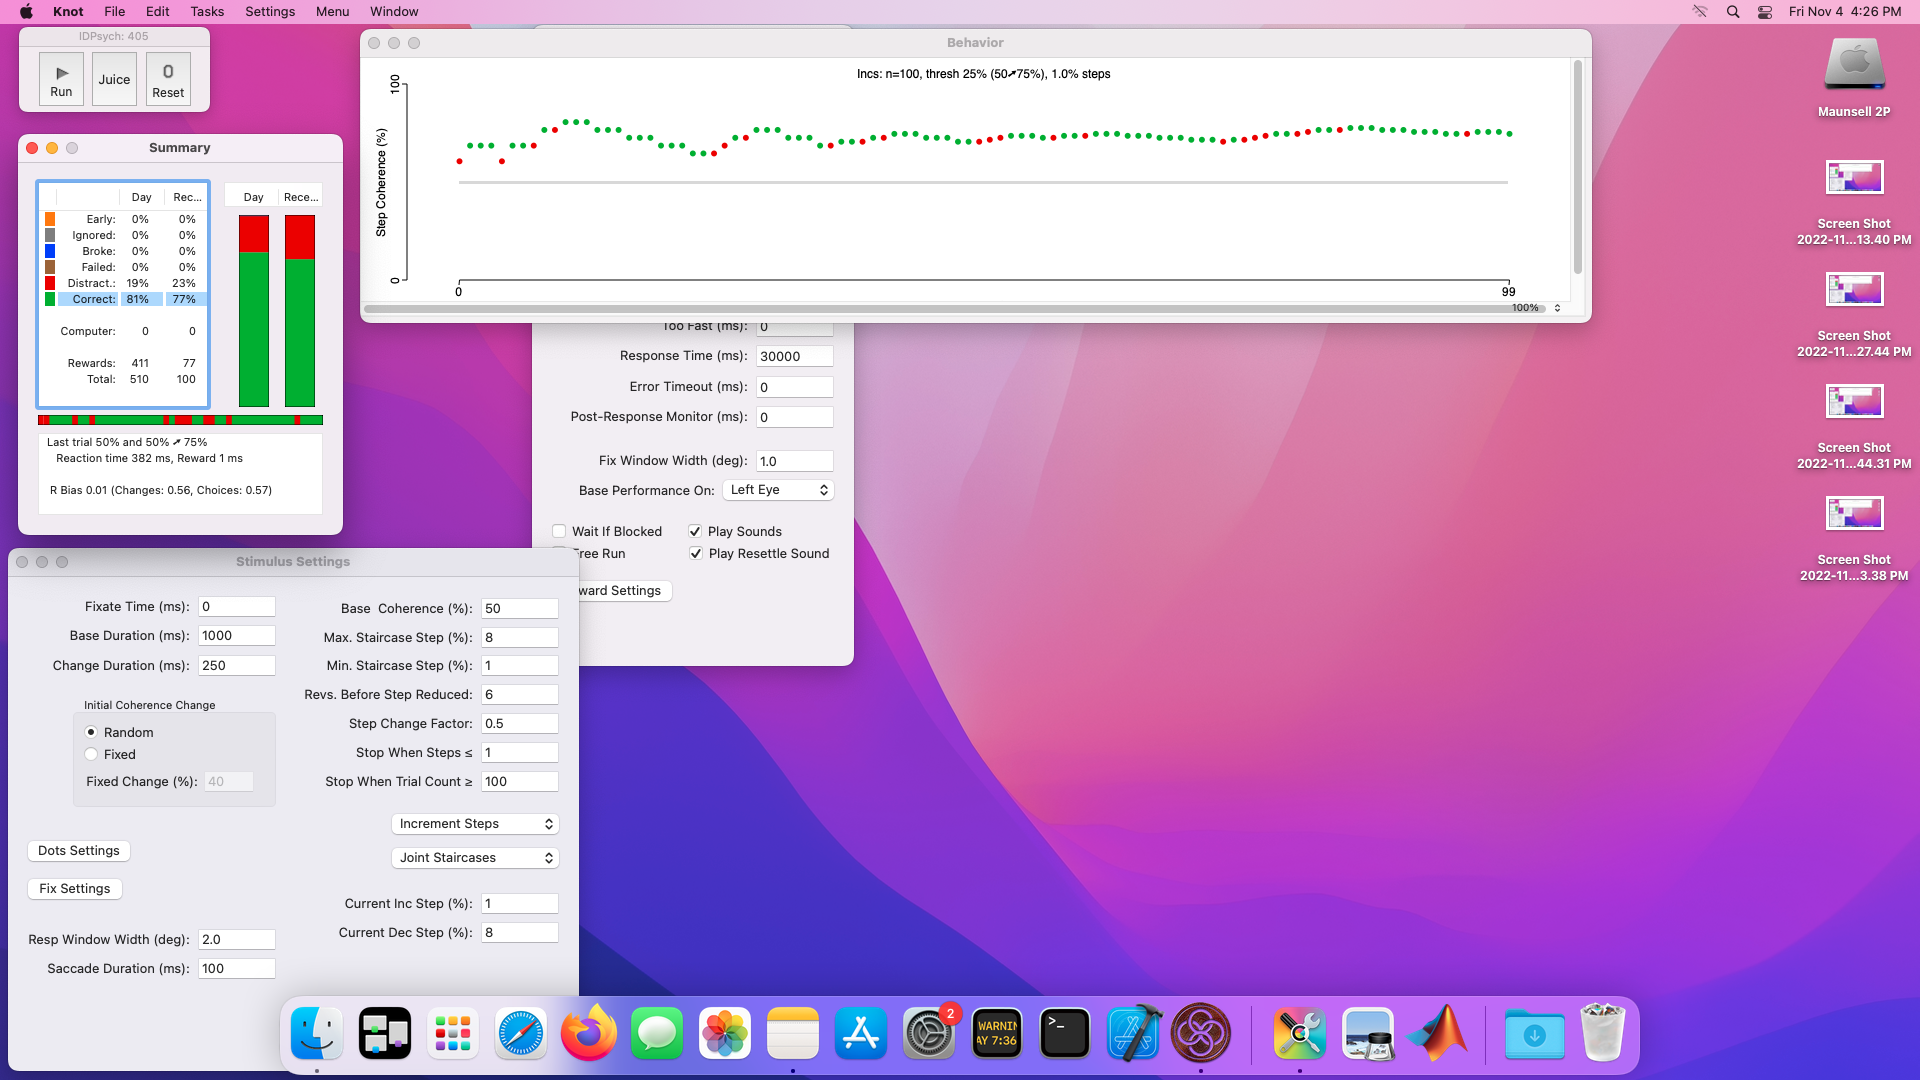 Knot File Edit Tasks Settings Menu Window
Fri Nov 4 4:26 PM
IDPsych: 405
Run
Juice
0
Reset
Summary
Day Rec...
Early: 0% 0%
Ignored: 0% 0%
Broke: 0% 0%
Failed: 0% 0%
Distract.: 19% 23%
Correct: 81% 77%
Computer: 0 0
Rewards: 411 77
Total: 510 100
Day Rece...
Last trial 50% and 50% ➚ 75%
Reaction time 382 ms, Reward 1 ms
R Bias 0.01 (Changes: 0.56, Choices: 0.57)
Behavior
Incs: n=100, thresh 25% (50➚75%), 1.0% steps
Step Coherence (%)
100
0
0
99
100%
Too Fast (ms): 0
Response Time (ms): 30000
Error Timeout (ms): 0
Post-Response Monitor (ms): 0
Fix Window Width (deg): 1.0
Base Performance On: Left Eye
Wait If Blocked
Play Sounds
Free Run
Play Resettle Sound
ward Settings
Stimulus Settings
Fixate Time (ms): 0
Base Duration (ms): 1000
Change Duration (ms): 250
Initial Coherence Change
Random
Fixed
Fixed Change (%): 40
Dots Settings
Fix Settings
Resp Window Width (deg): 2.0
Saccade Duration (ms): 100
Base Coherence (%): 50
Max. Staircase Step (%): 8
Min. Staircase Step (%): 1
Revs. Before Step Reduced: 6
Step Change Factor: 0.5
Stop When Steps ≤ 1
Stop When Trial Count ≥ 100
Increment Steps
Joint Staircases
Current Inc Step (%): 1
Current Dec Step (%): 8
Maunsell 2P
Screen Shot
2022-11...13.40 PM
Screen Shot
2022-11...27.44 PM
Screen Shot
2022-11...44.31 PM
Screen Shot
2022-11...3.38 PM
2
WARNIN
AY 7:36
>_